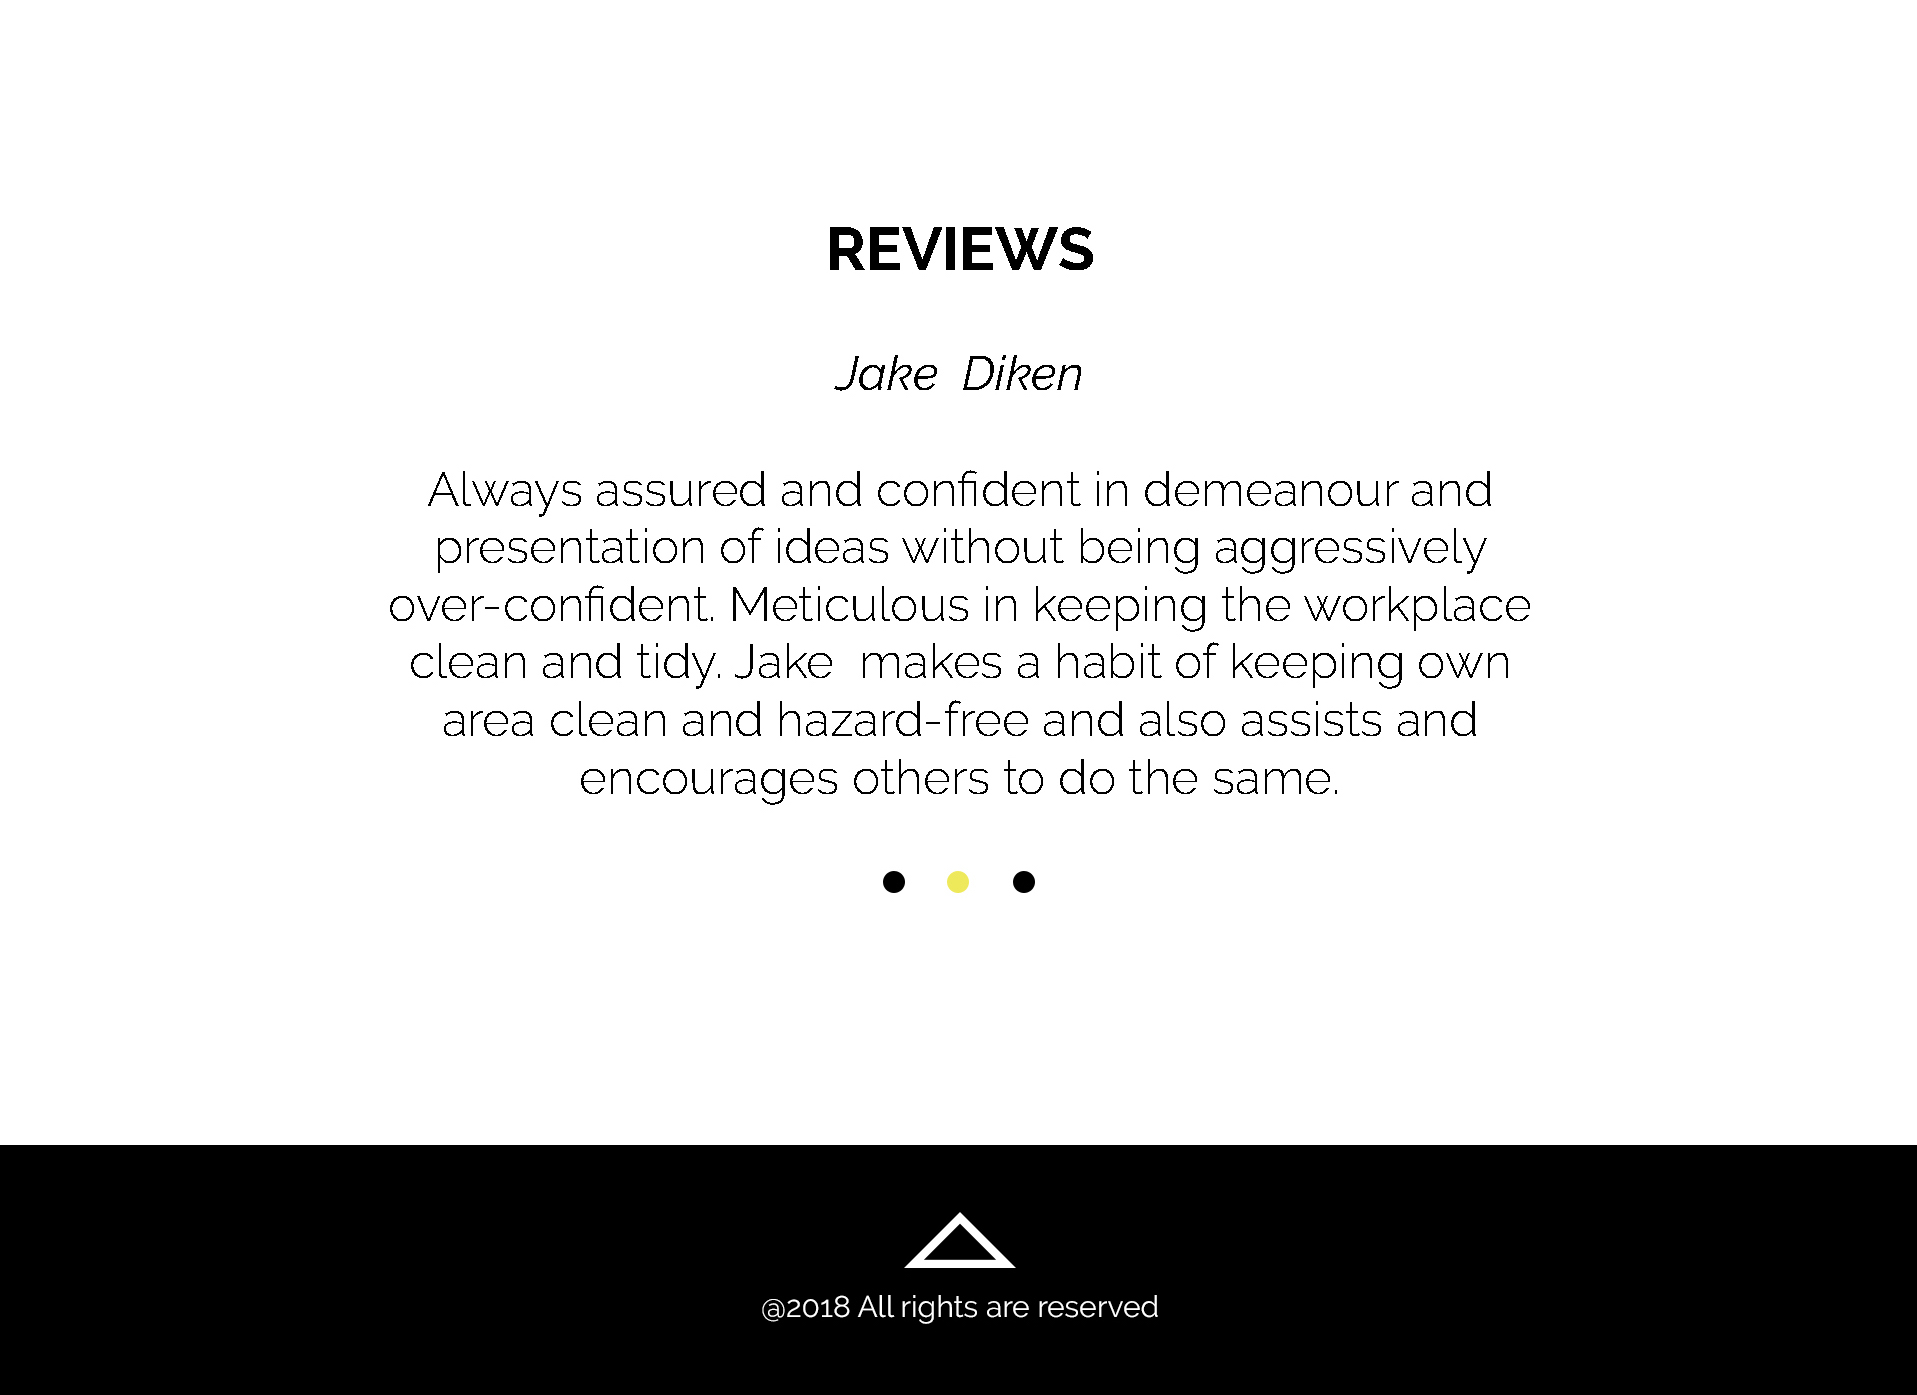 REVIEWS
Jake  Diken
Always assured and confident in demeanour and
presentation of ideas without being aggressively
over-confident. Meticulous in keeping the workplace
clean and tidy. Jake  makes a habit of keeping own
area clean and hazard-free and also assists and
encourages others to do the same.
@2018 All rights are reserved